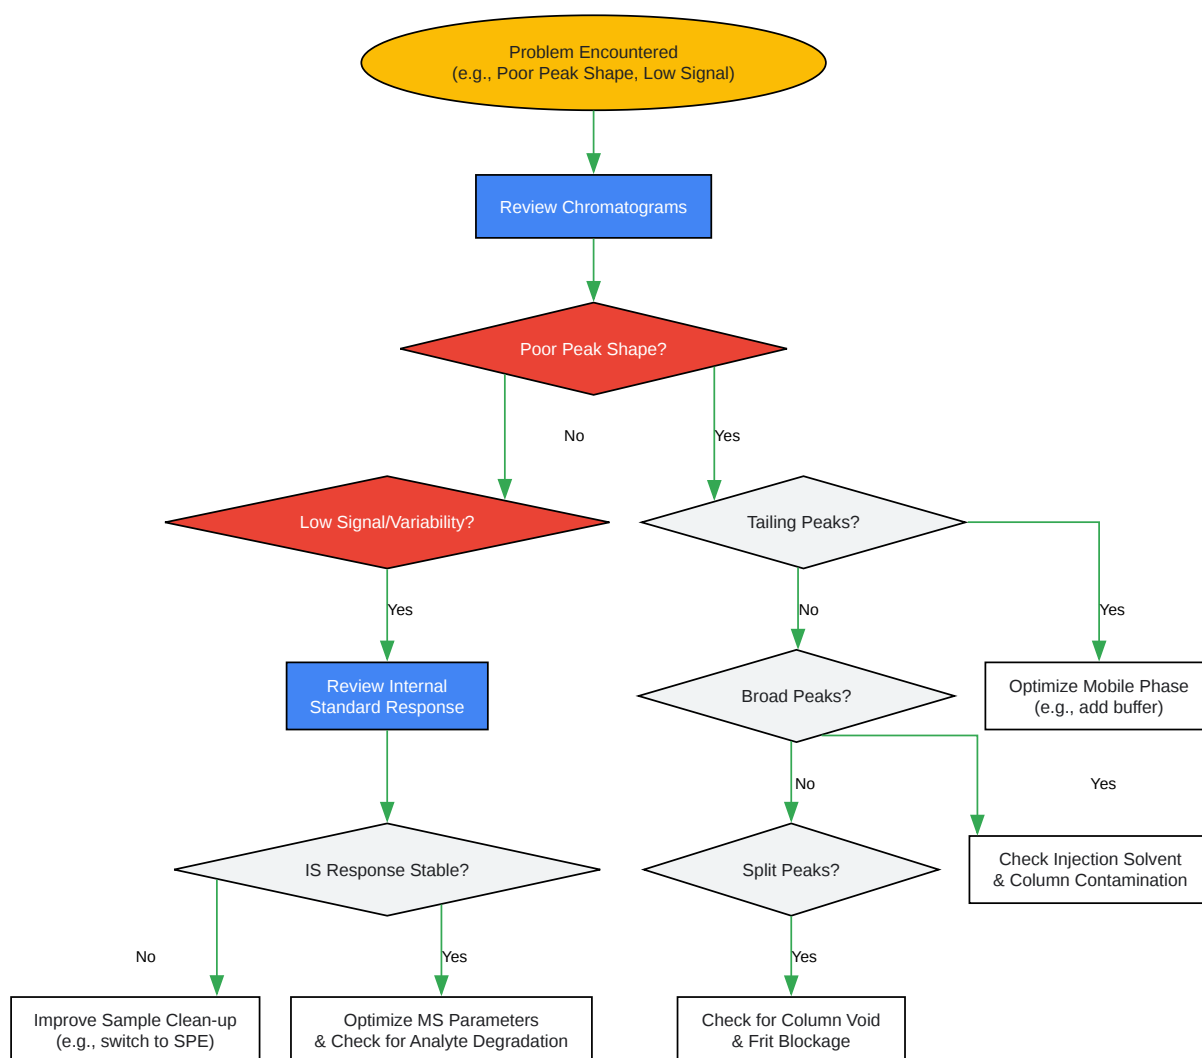 Problem Encountered
(e.g., Poor Peak Shape, Low Signal)
Review Chromatograms
Poor Peak Shape?
No
Yes
Low Signal/Variability?
Tailing Peaks?
Yes
No
Yes
Review Internal
Standard Response
Broad Peaks?
Optimize Mobile Phase
(e.g., add buffer)
No
Yes
IS Response Stable?
Split Peaks?
Check Injection Solvent
& Column Contamination
No
Yes
Yes
Improve Sample Clean-up
(e.g., switch to SPE)
Optimize MS Parameters
& Check for Analyte Degradation
Check for Column Void
& Frit Blockage